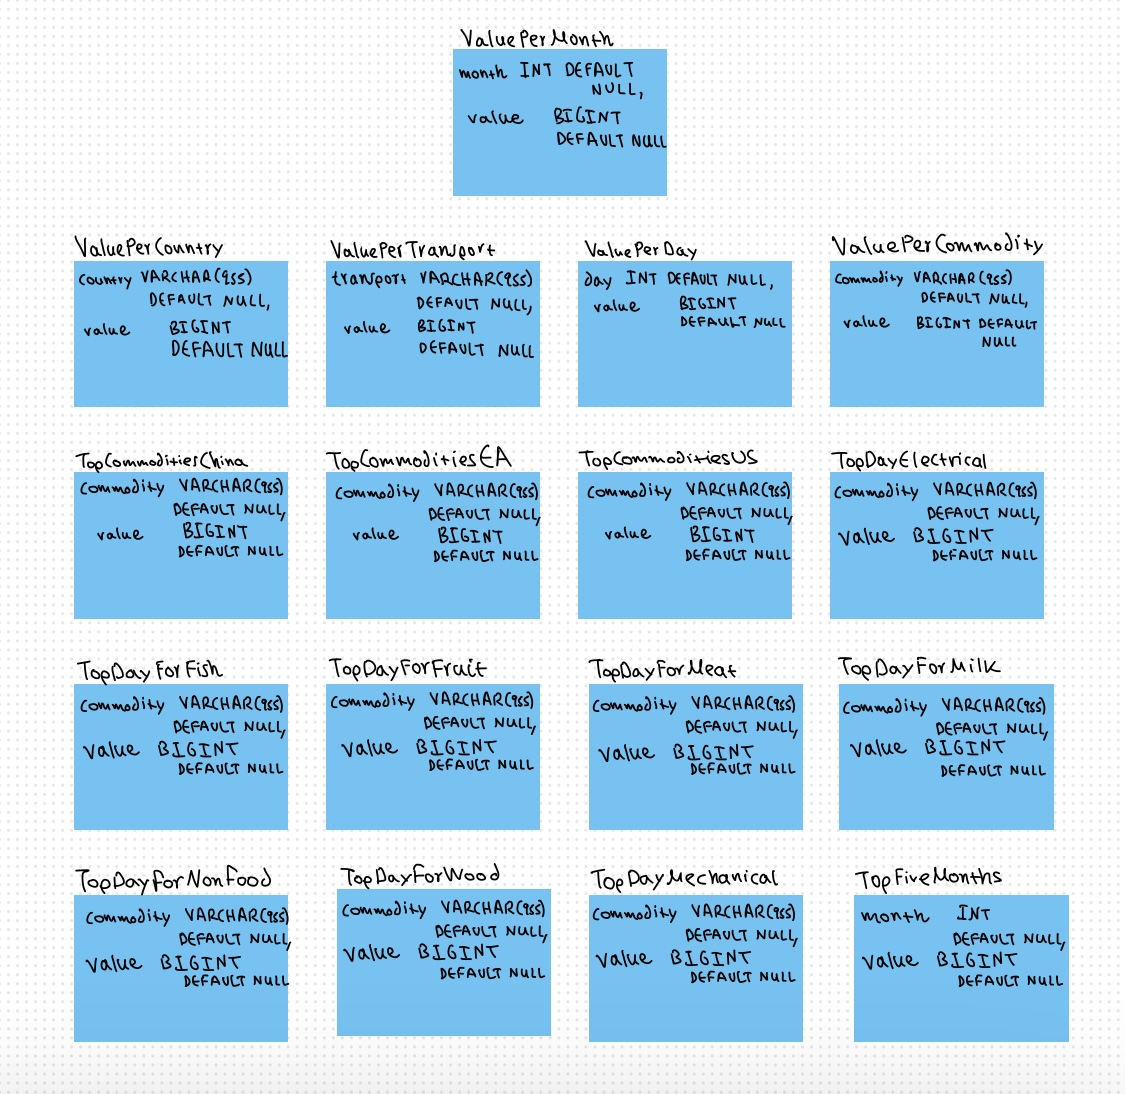 ValuePerMonth
month INT DEFAULT
NULL,
value BIGINT
DEFAULT NULL
ValuePerCountry
country VARCHAR(255)
DEFAULT NULL,
value BIGINT
DEFAULT NULL
ValuePerTransport
transport VARCHAR(255)
DEFAULT NULL,
value BIGINT
DEFAULT NULL
ValuePerDay
day INT DEFAULT NULL,
value BIGINT
DEFAULT NULL
ValuePerCommodity
commodity VARCHAR(255)
DEFAULT NULL,
value BIGINT DEFAULT
NULL
TopCommoditiesChina
commodity VARCHAR(255)
DEFAULT NULL,
value BIGINT
DEFAULT NULL
TopCommoditiesEA
commodity VARCHAR(255)
DEFAULT NULL,
value BIGINT
DEFAULT NULL
TopCommoditiesUS
commodity VARCHAR(255)
DEFAULT NULL,
value BIGINT
DEFAULT NULL
TopDayElectrical
commodity VARCHAR(255)
DEFAULT NULL,
value BIGINT
DEFAULT NULL
TopDayForFish
commodity VARCHAR(255)
DEFAULT NULL,
value BIGINT
DEFAULT NULL
TopDayForFruit
commodity VARCHAR(255)
DEFAULT NULL,
value BIGINT
DEFAULT NULL
TopDayForMeat
commodity VARCHAR(255)
DEFAULT NULL,
value BIGINT
DEFAULT NULL
TopDayForMilk
commodity VARCHAR(255)
DEFAULT NULL,
value BIGINT
DEFAULT NULL
TopDayForNonFood
commodity VARCHAR(255)
DEFAULT NULL,
value BIGINT
DEFAULT NULL
TopDayForWood
commodity VARCHAR(255)
DEFAULT NULL,
value BIGINT
DEFAULT NULL
TopDayMechanical
commodity VARCHAR(255)
DEFAULT NULL,
value BIGINT
DEFAULT NULL
TopFiveMonths
month INT
DEFAULT NULL,
value BIGINT
DEFAULT NULL